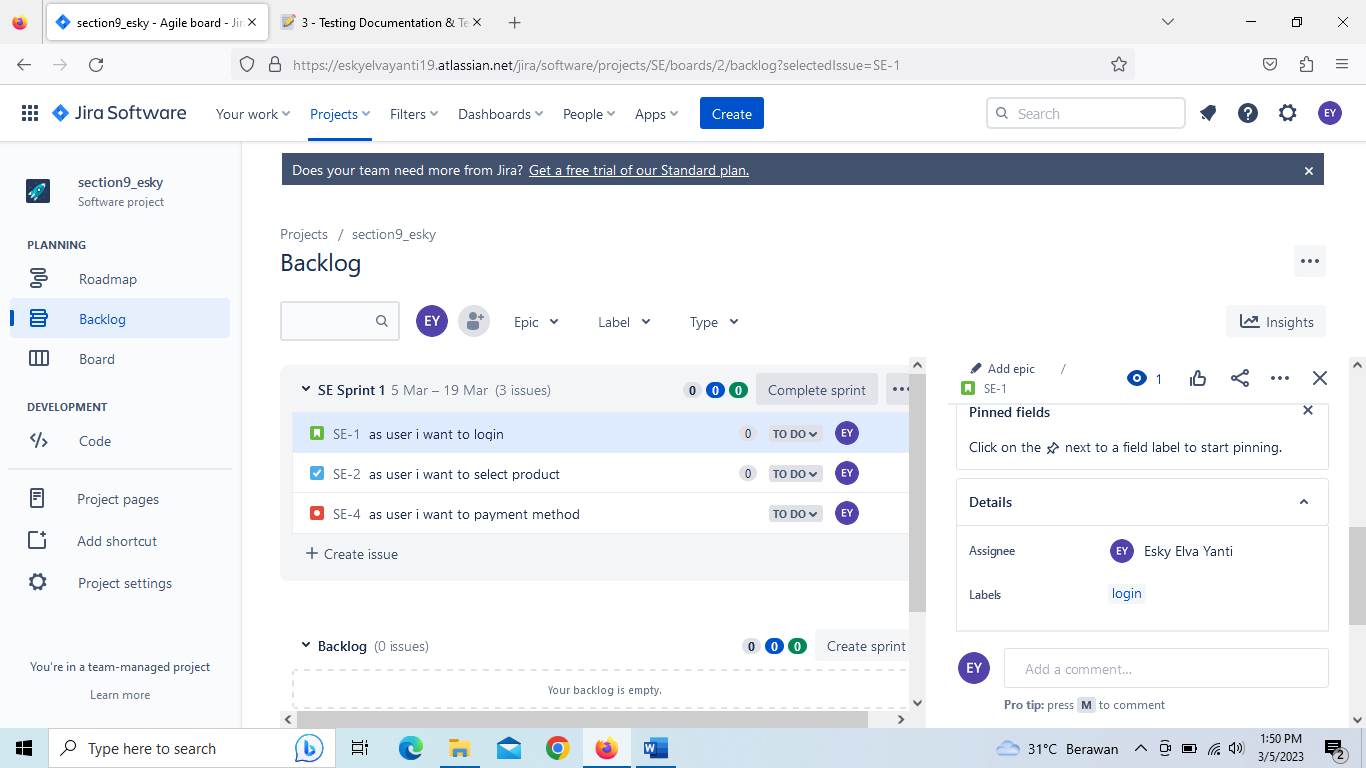 section9_esky - Agile board - Jir
3 - Testing Documentation & Te
https://eskyelvayanti19.atlassian.net/jira/software/projects/SE/boards/2/backlog?selectedIssue=SE-1
Jira Software
Your work
Projects
Filters
Dashboards
People
Apps
Create
Search
EY
section9_esky
Software project
PLANNING
Roadmap
Backlog
Board
DEVELOPMENT
Code
Project pages
Add shortcut
Project settings
You're in a team-managed project
Learn more
Does your team need more from Jira? Get a free trial of our Standard plan.
Projects / section9_esky
Backlog
EY
Epic
Label
Type
Insights
SE Sprint 1 5 Mar – 19 Mar (3 issues) 0 0 0 Complete sprint
SE-1 as user i want to login 0 TO DO EY
SE-2 as user i want to select product 0 TO DO EY
SE-4 as user i want to payment method TO DO EY
+ Create issue
Backlog (0 issues) 0 0 0 Create sprint
Your backlog is empty.
Add epic /
SE-1
1
Pinned fields
Click on the next to a field label to start pinning.
Details
Assignee EY Esky Elva Yanti
Labels login
EY Add a comment...
Pro tip: press M to comment
Type here to search
31°C Berawan
1:50 PM
3/5/2023
2